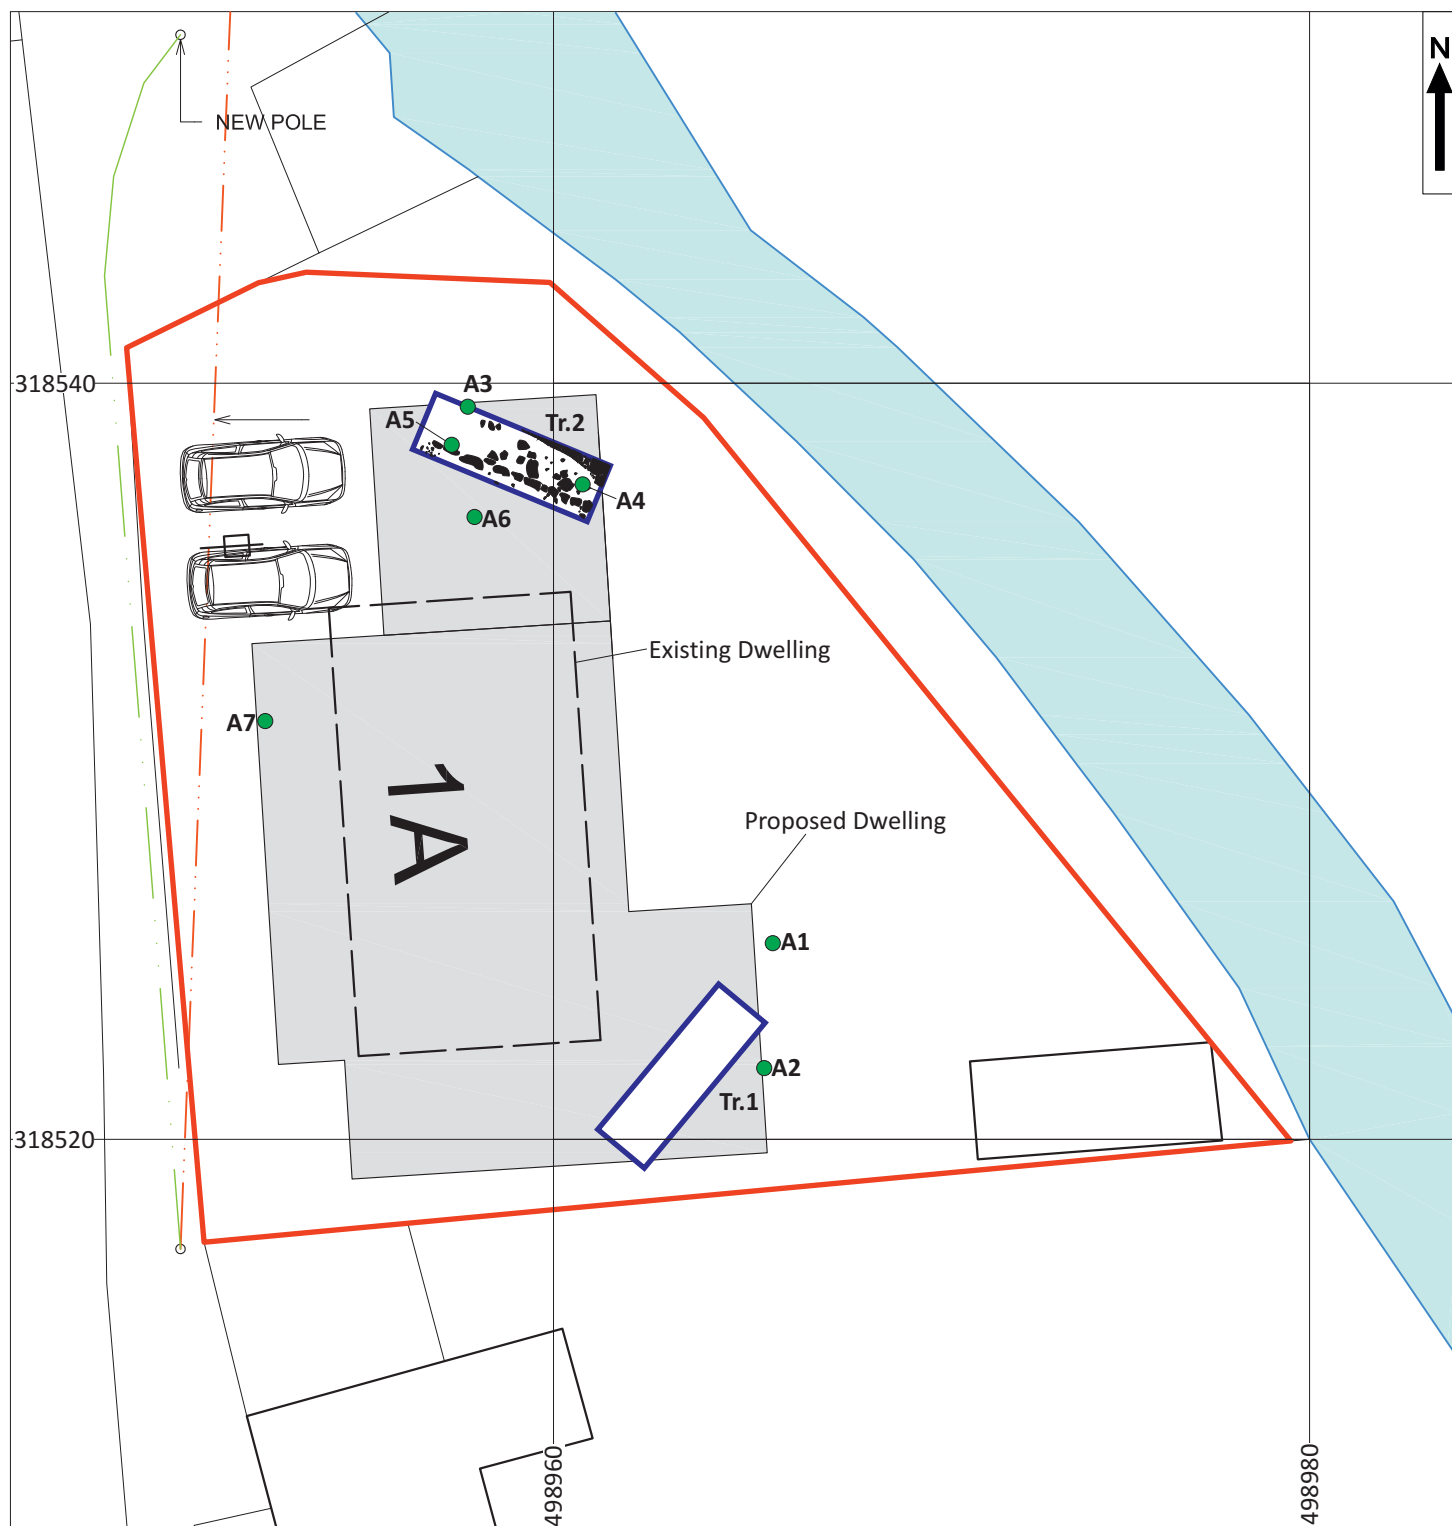 N
NEW POLE
318540
A3
A5
Tr.2
A4
A6
Existing Dwelling
A7
1A
Proposed Dwelling
A1
A2
Tr.1
318520
498960
498980